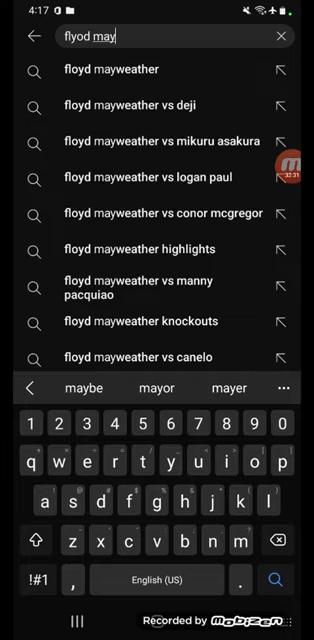 4:17
flyod may
floyd mayweather
floyd mayweather vs deji
floyd mayweather vs mikuru asakura
floyd mayweather vs logan paul
32:31
floyd mayweather vs conor mcgregor
floyd mayweather highlights
floyd mayweather vs manny
pacquiao
floyd mayweather knockouts
floyd mayweather vs canelo
maybe mayor mayer
1 2 3 4 5 6 7 8 9 0
q w e r t y u i o p
a s d f g h j k l
z x c v b n m
!#1 , English (US) .
Recorded by Mobizen